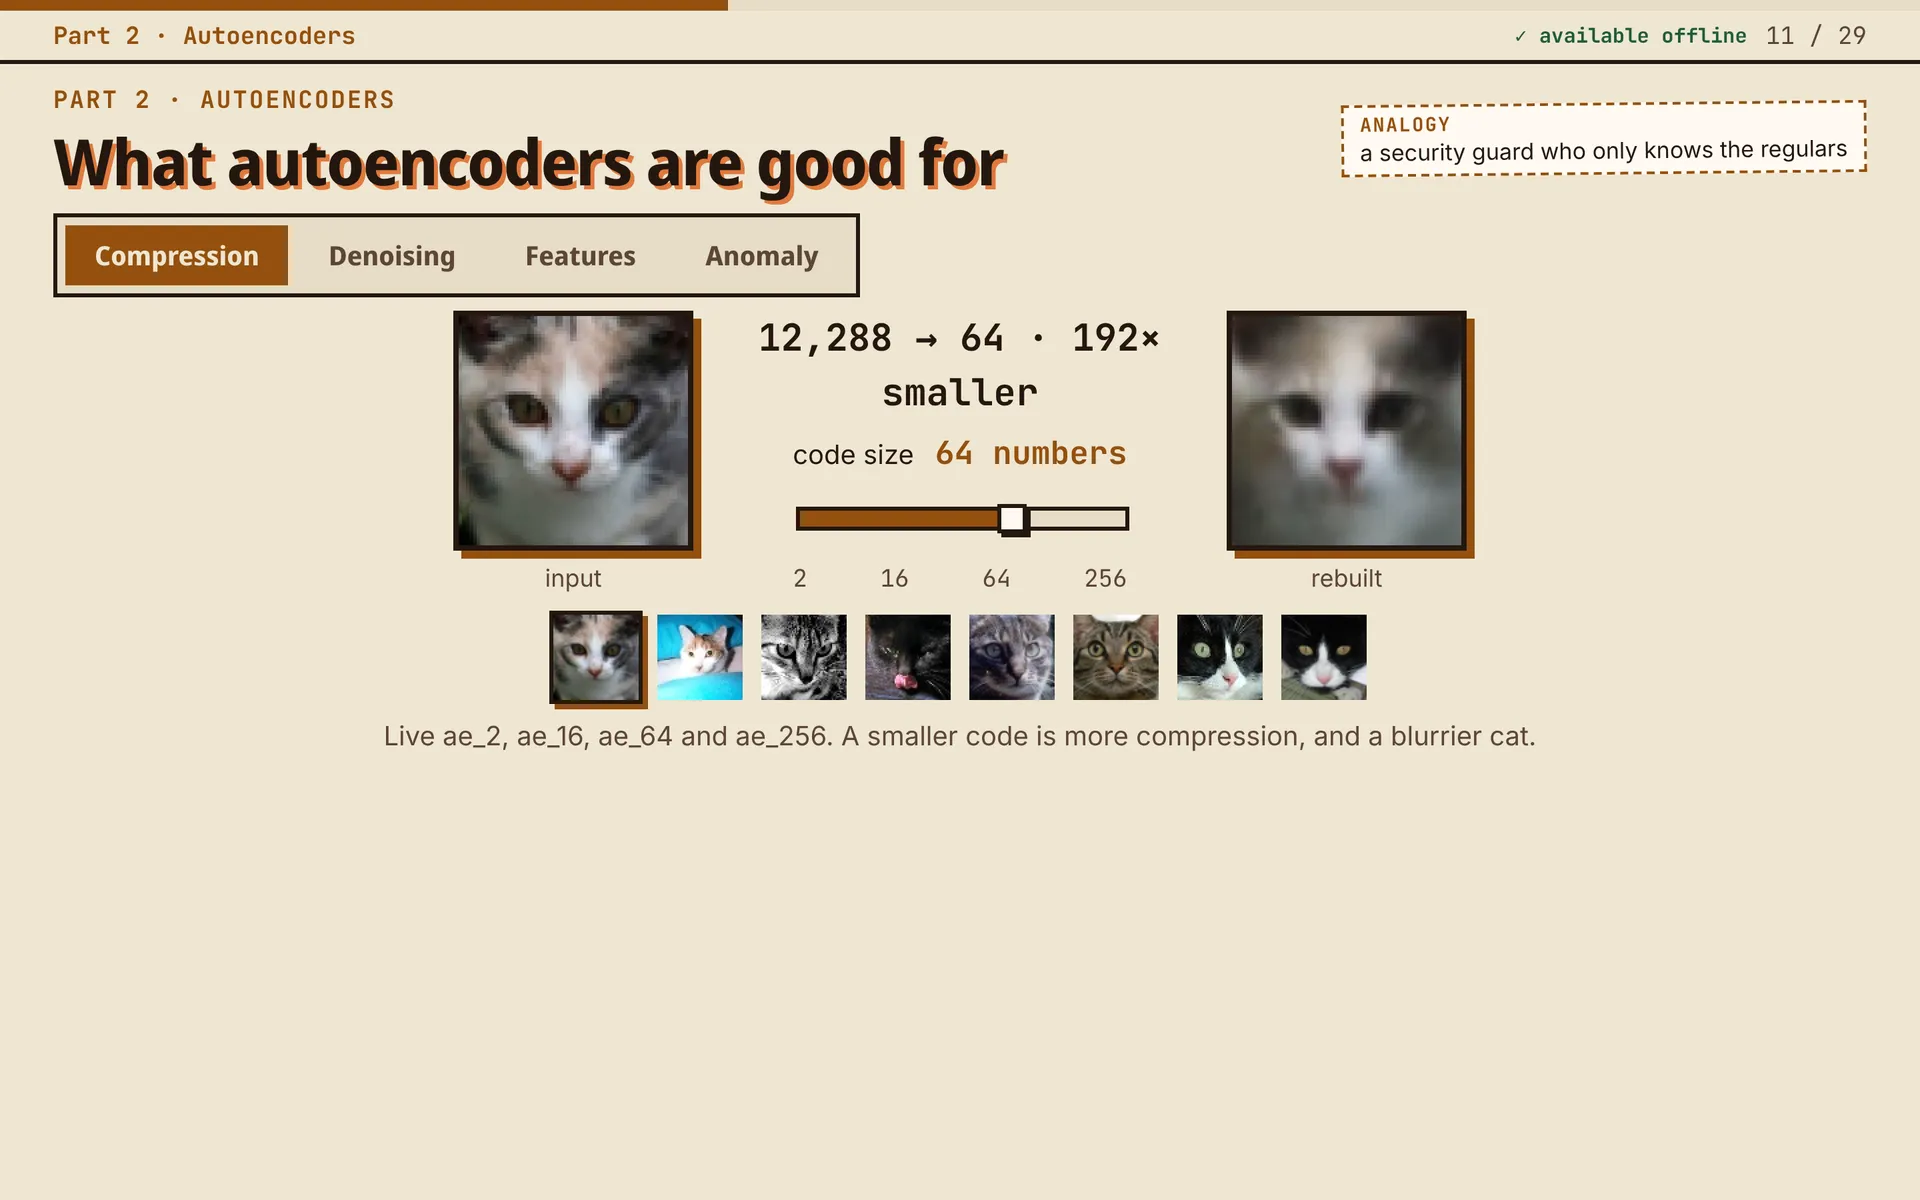 Part 2 · Autoencoders
✓ available offline 11 / 29
PART 2 · AUTOENCODERS
What autoencoders are good for
ANALOGY
a security guard who only knows the regulars
Compression Denoising Features Anomaly
12,288 → 64 · 192×
smaller
code size 64 numbers
2 16 64 256
input
rebuilt
Live ae_2, ae_16, ae_64 and ae_256. A smaller code is more compression, and a blurrier cat.